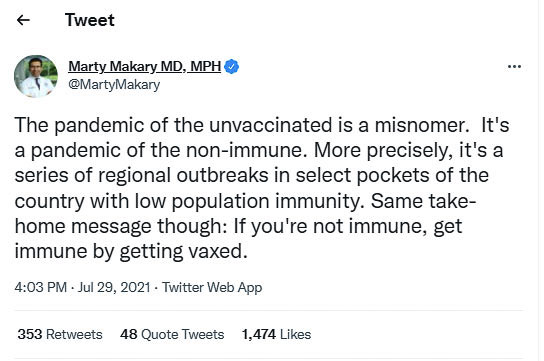 ← Tweet
Marty Makary MD, MPH
@MartyMakary
The pandemic of the unvaccinated is a misnomer.  It's
a pandemic of the non-immune. More precisely, it's a
series of regional outbreaks in select pockets of the
country with low population immunity. Same take-
home message though: If you're not immune, get
immune by getting vaxed.
4:03 PM · Jul 29, 2021 · Twitter Web App
353 Retweets 48 Quote Tweets 1,474 Likes